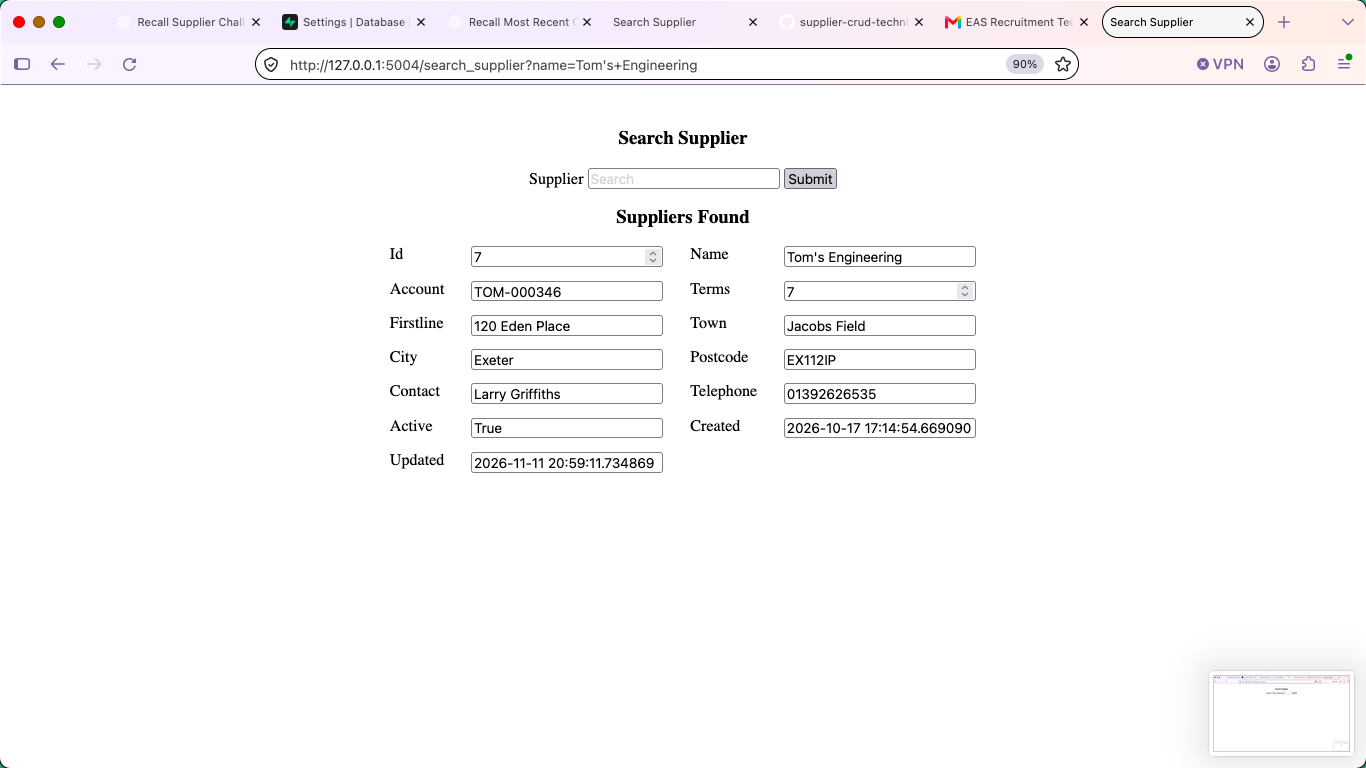 Recall Supplier Chall
Settings | Database
Recall Most Recent
Search Supplier
supplier-crud-techni
EAS Recruitment Tec
Search Supplier
http://127.0.0.1:5004/search_supplier?name=Tom's+Engineering
90%
VPN
Search Supplier
Supplier Search Submit
Suppliers Found
Id 7 Name Tom's Engineering
Account TOM-000346 Terms 7
Firstline 120 Eden Place Town Jacobs Field
City Exeter Postcode EX112IP
Contact Larry Griffiths Telephone 01392626535
Active True Created 2026-10-17 17:14:54.669090
Updated 2026-11-11 20:59:11.734869